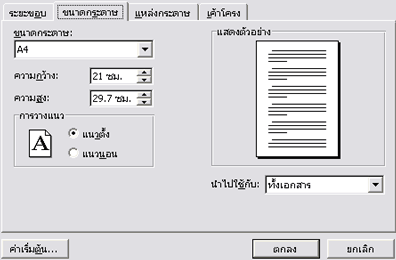 ระยะขอบ ขนาดกระดาษ แหล่งกระดาษ เค้าโครง
ขนาดกระดาษ:
A4
ความกว้าง: 21 ซม.
ความสูง: 29.7 ซม.
การวางแนว
A
แนวตั้ง
แนวนอน
แสดงตัวอย่าง
นำไปใช้กับ: ทั้งเอกสาร
ค่าเริ่มต้น... ตกลง ยกเลิก